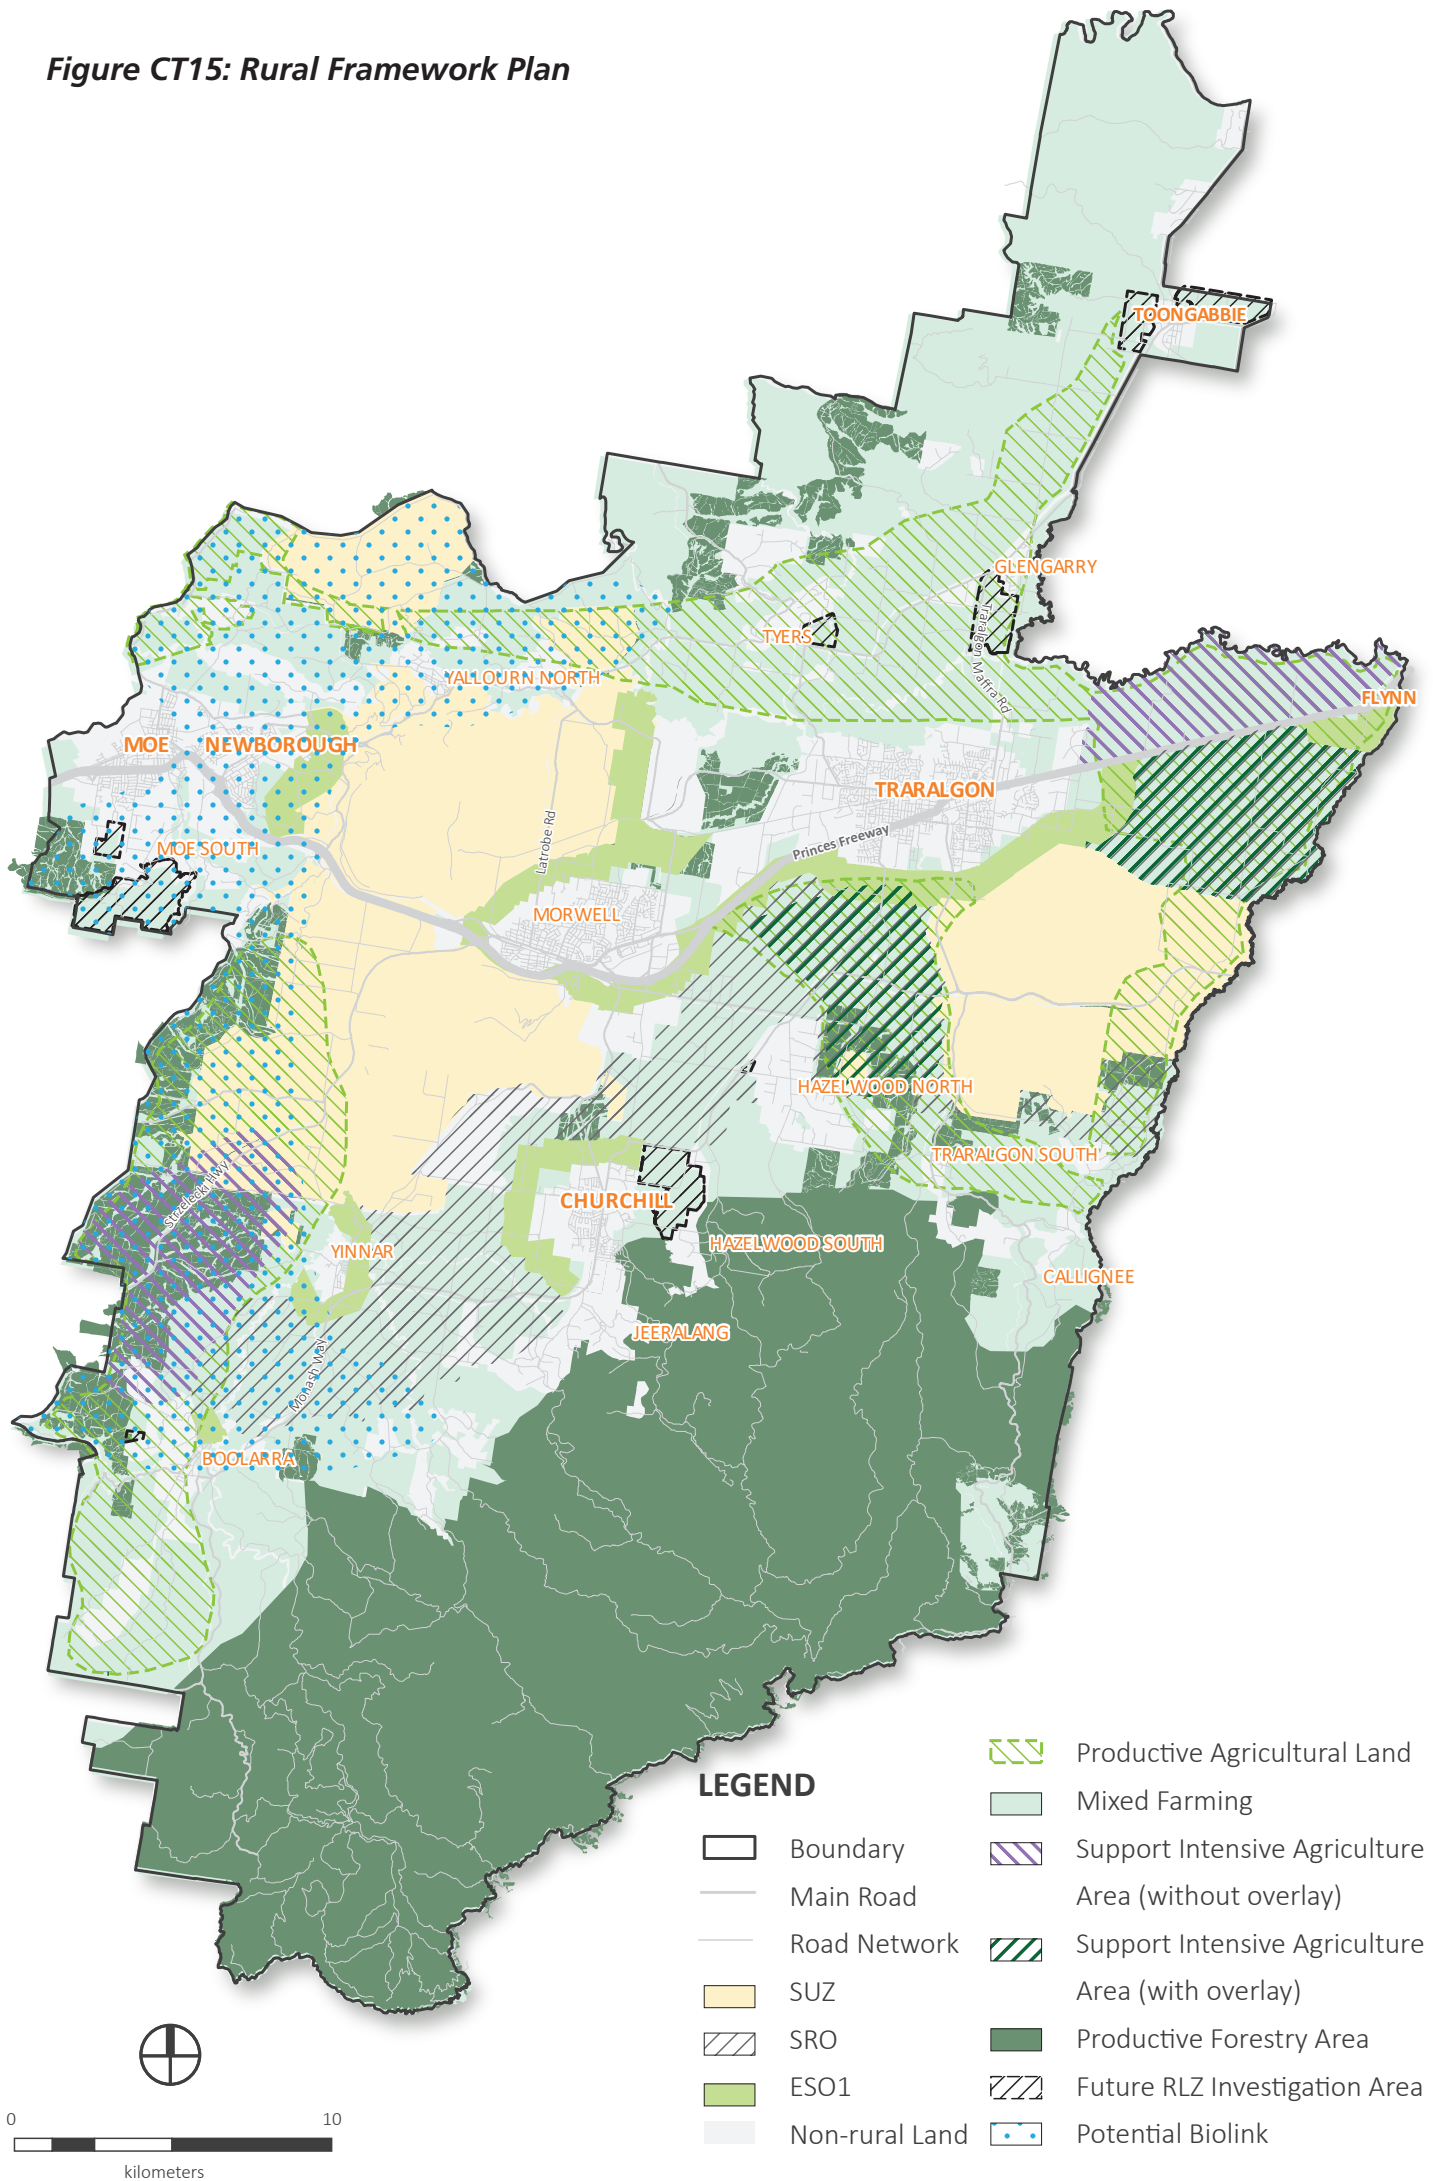 Figure CT15: Rural Framework Plan
TOONGABBIE
GLENGARRY
TYERS
Traralgon Maffra Rd
YALLOURN NORTH
FLYNN
MOE
NEWBOROUGH
TRARALGON
Princes Freeway
Latrobe Rd
MOE SOUTH
MORWELL
HAZELWOOD NORTH
TRARALGON SOUTH
Strzelecki Hwy
CHURCHILL
YINNAR
HAZELWOOD SOUTH
CALLIGNEE
JEERALANG
Monash Way
BOOLARRA
LEGEND
Boundary
Main Road
Road Network
SUZ
SRO
ESO1
Non-rural Land
Productive Agricultural Land
Mixed Farming
Support Intensive Agriculture
Area (without overlay)
Support Intensive Agriculture
Area (with overlay)
Productive Forestry Area
Future RLZ Investigation Area
Potential Biolink
0 10
kilometers